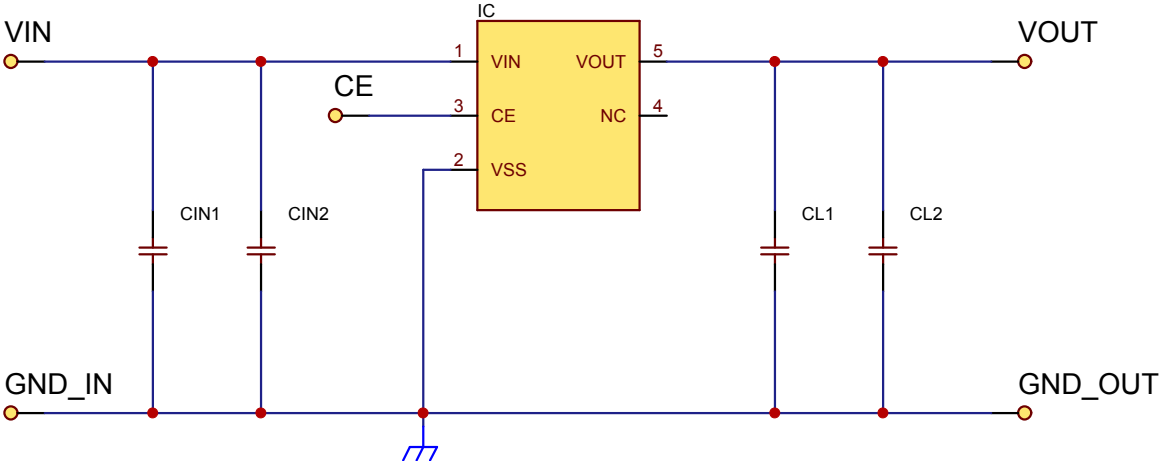 IC
VIN
VOUT
1
VIN
VOUT
5
CE
3
CE
NC
4
2
VSS
CIN1
CIN2
CL1
CL2
GND_IN
GND_OUT